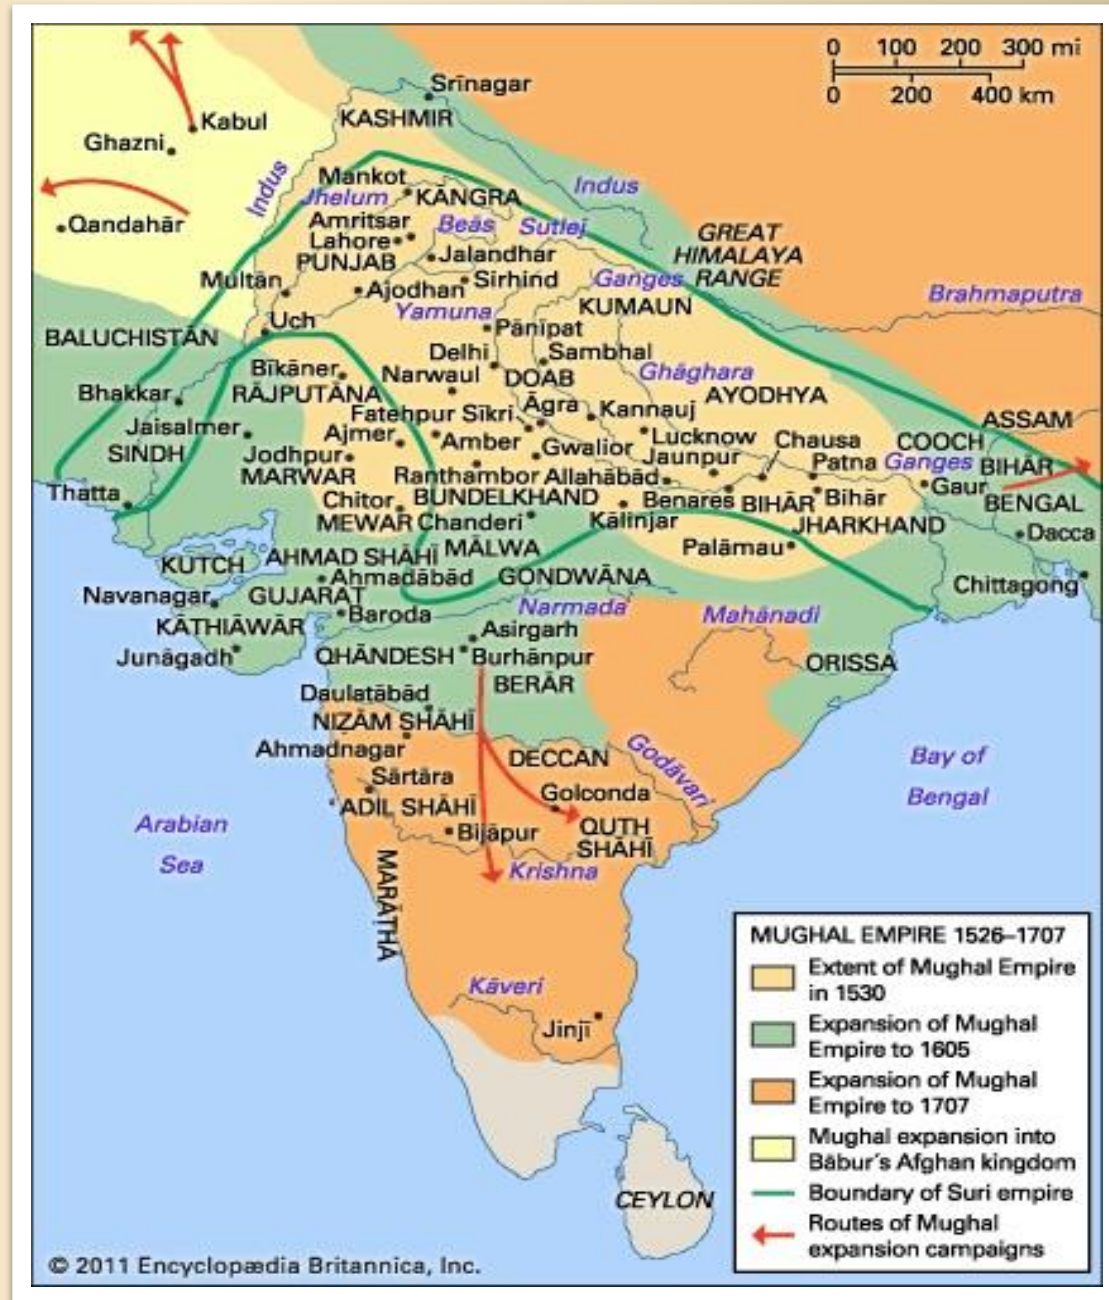 0 100 200 300 mi
0 200 400 km
Srīnagar
KASHMIR
Kabul
Ghazni
Indus
Mankot
Jhelum
KĀNGRA
Indus
Qandahār
Amritsar
Beās
Sutlej
GREAT
HIMALAYA
RANGE
Lahore
PUNJAB
Jalandhar
Multān
Ajodhan
Sirhind
Ganges
KUMAUN
Brahmaputra
Yamuna
Uch
Pānīpat
BALUCHISTĀN
Delhi
Sambhal
Bīkāner
Narwaul
DOAB
Ghāghara
Bhakkar
RĀJPUTĀNA
AYODHYA
Fatehpur Sīkri
Āgra
Kannauj
ASSAM
Jaisalmer
Ajmer
Amber
Lucknow
Chausa
COOCH
BIHĀR
SINDH
Jodhpur
Gwalior
Jaunpur
Patna
Ganges
MARWAR
Ranthambor
Allahābād
Gaur
Thatta
Chitor
BUNDELKHAND
Benares
BIHĀR
Bihār
BENGAL
MEWAR
Chanderi
Kālinjar
JHARKHAND
Dacca
KUTCH
AHMAD SHĀHĪ
MĀLWA
Palāmau
Ahmadābād
GONDWĀNA
Chittagong
Navanagar
GUJARAT
Baroda
Narmada
Mahānadi
KĀTHIĀWĀR
Asirgarh
Junāgadh
QHĀNDESH
Burhānpur
ORISSA
BERĀR
Daulatābād
NIZĀM SHĀHĪ
Ahmadnagar
DECCAN
Godāvari
Bay of
Bengal
Sārtāra
Golconda
ADIL SHĀHĪ
Arabian
Sea
Bijāpur
QUTH
SHĀHĪ
Krishna
MARĀTHĀ
Kāveri
Jinjī
CEYLON
MUGHAL EMPIRE 1526–1707
Extent of Mughal Empire
in 1530
Expansion of Mughal
Empire to 1605
Expansion of Mughal
Empire to 1707
Mughal expansion into
Bābur's Afghan kingdom
Boundary of Suri empire
Routes of Mughal
expansion campaigns
© 2011 Encyclopædia Britannica, Inc.